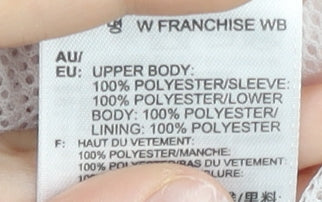 명 W FRANCHISE WB
AU/
EU: UPPER BODY:
100% POLYESTER/SLEEVE:
100% POLYESTER/LOWER
BODY: 100% POLYESTER/
LINING: 100% POLYESTER
F: HAUT DU VETEMENT:
100% POLYESTER/MANCHE:
100% POLYESTER/BAS DU VETEMENT